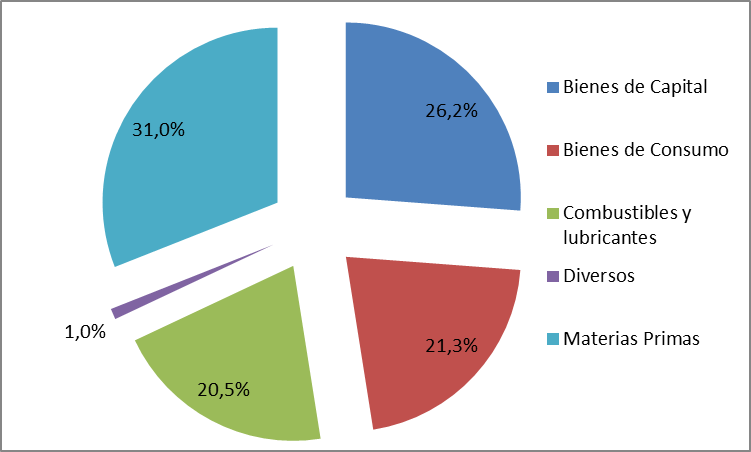 31,0%
26,2%
1,0%
20,5%
21,3%
Bienes de Capital
Bienes de Consumo
Combustibles y
lubricantes
Diversos
Materias Primas